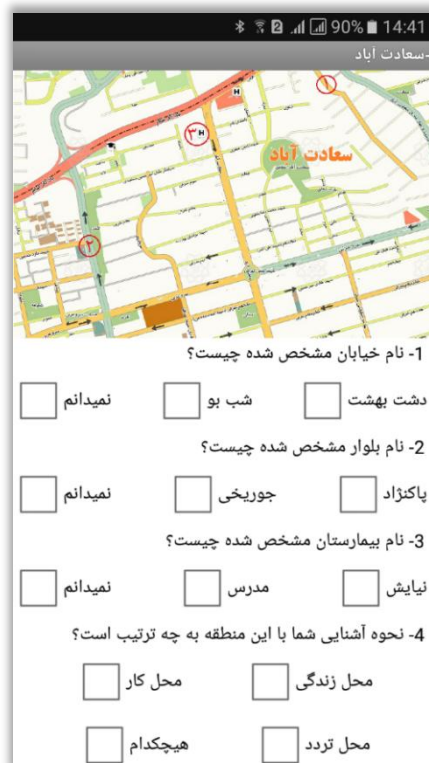 90% 14:41
-سعادت آباد
۱
H
۳ H
سعادت آباد
۲
1- نام خیابان مشخص شده چیست؟
دشت بهشت شب بو نمیدانم
2- نام بلوار مشخص شده چیست؟
پاکنژاد جوریخی نمیدانم
3- نام بیمارستان مشخص شده چیست؟
نیایش مدرس نمیدانم
4- نحوه آشنایی شما با این منطقه به چه ترتیب است؟
محل زندگی محل کار
محل تردد هیچکدام